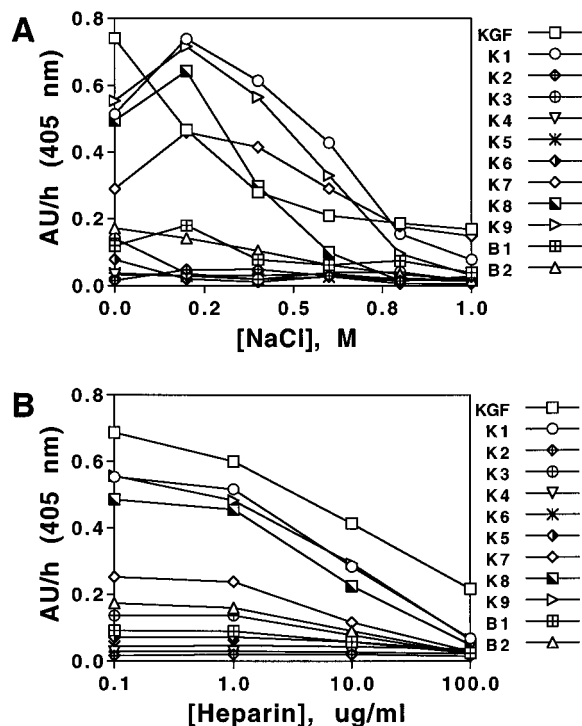 A
0.8
0.6
0.4
0.2
0.0
AU/h (405 nm)
0.0 0.2 0.5 0.8 1.0
[NaCl], M
KGF
K1
K2
K3
K4
K5
K6
K7
K8
K9
B1
B2
B
0.8
0.6
0.4
0.2
0.0
AU/h (405 nm)
0.1 1.0 10.0 100.0
[Heparin], ug/ml
KGF
K1
K2
K3
K4
K6
K5
K7
K8
K9
B1
B2